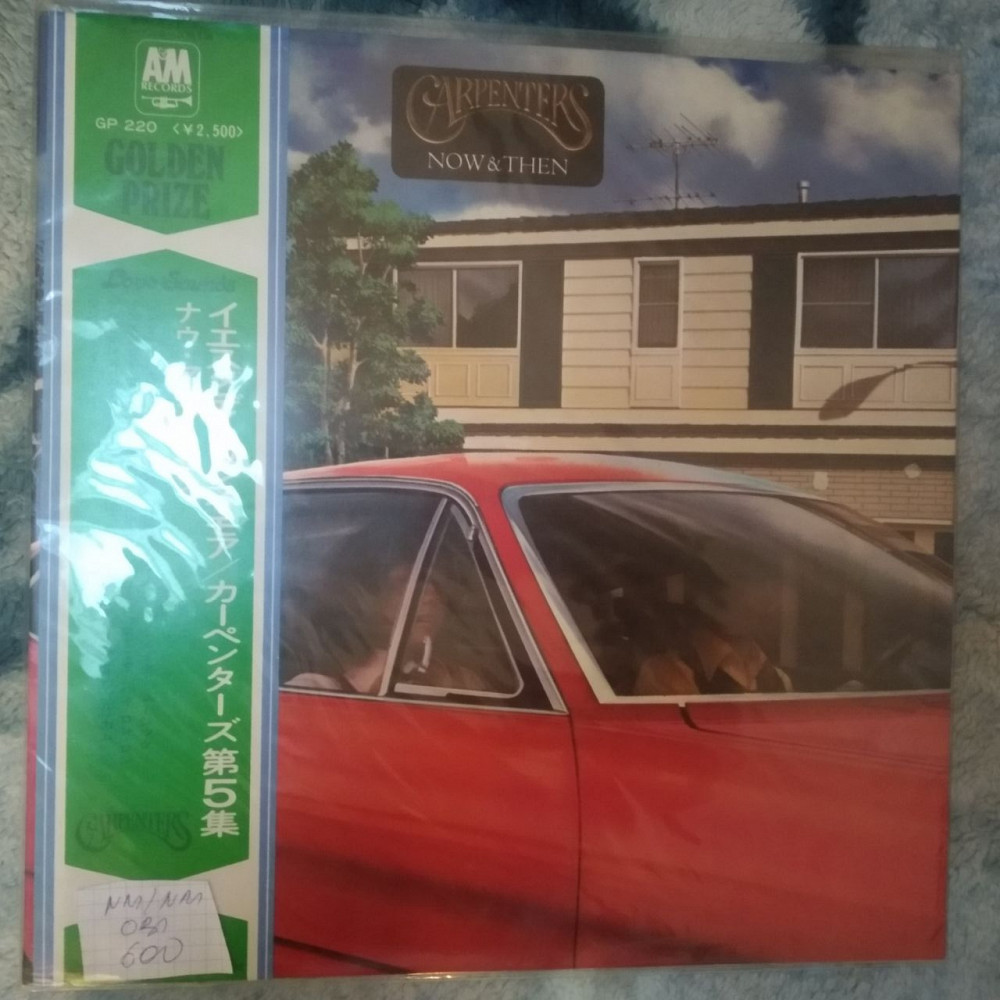 A&M
RECORDS
GP 220 〈¥2,500〉
GOLDEN
PRIZE
CARPENTERS
NOW & THEN
イエ
ナウ
カーペンターズ第5集
CARPENTERS
NM/NM
OBI
600